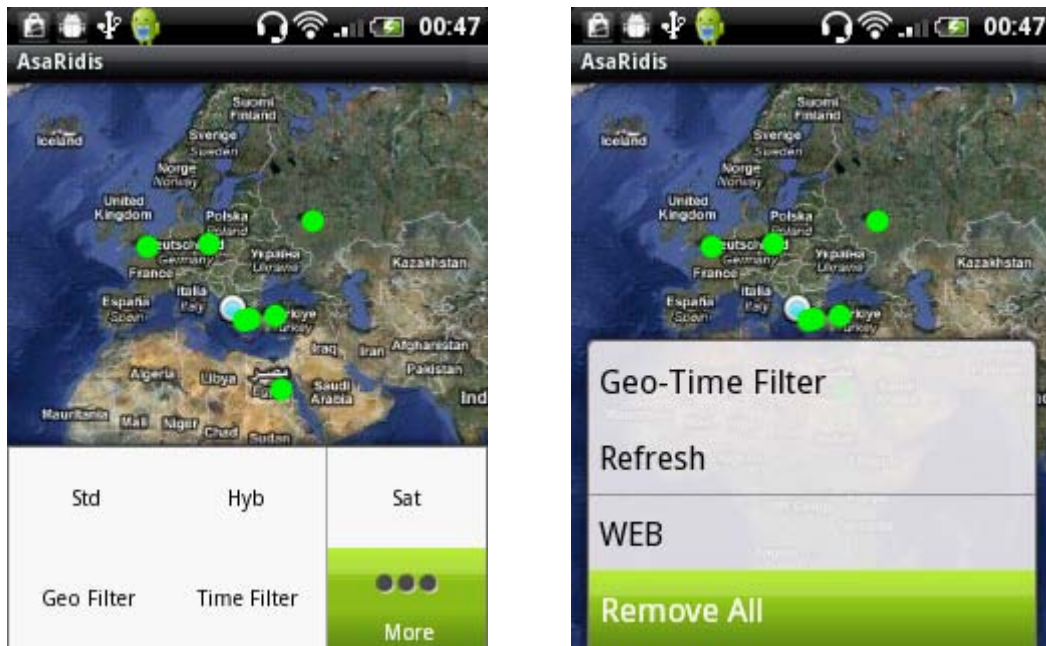 00:47
AsaRidis
Suomi
Finland
Iceland
Sverige
Sweden
Norge
Norway
United
Kingdom
Polska
Poland
Germany
Україна
Ukraine
France
Kazakhstan
Italia
Italy
España
Spain
Turkey
Iraq
Iran
Afghanistan
Pakistan
Algeria
Libya
مصر
Saudi
Arabia
Ind
Mauritania
Mali
Niger
Chad
Sudan
Std
Hyb
Sat
Geo Filter
Time Filter
More
00:47
AsaRidis
Suomi
Finland
Iceland
Sverige
Sweden
Norge
Norway
United
Kingdom
Polska
Poland
Germany
Україна
Ukraine
France
Kazakhstan
Italia
Italy
España
Spain
Turkey
Geo-Time Filter
Refresh
WEB
Remove All